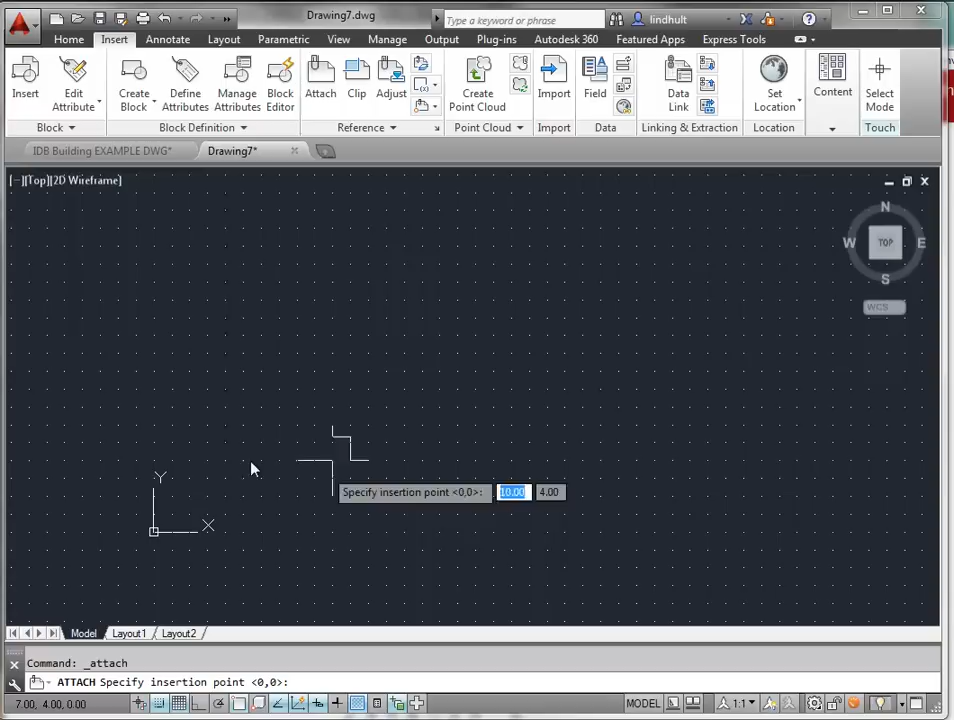 Drawing7.dwg
Type a keyword or phrase
lindhult
Home Insert Annotate Layout Parametric View Manage Output Plug-ins Autodesk 360 Featured Apps Express Tools
Insert
Edit Attribute
Create Block
Define Attributes
Manage Attributes
Block Editor
Attach
Clip
Adjust
Create Point Cloud
Import
Field
Data Link
Set Location
Content
Select Mode
Block
Block Definition
Reference
Point Cloud
Import
Data
Linking & Extraction
Location
Touch
IDB Building EXAMPLE DWG*
Drawing7*
[−][Top][2D Wireframe]
N
W TOP E
S
WCS
Y
X
Specify insertion point <0,0>: 10.00 4.00
Model Layout1 Layout2
Command: _attach
ATTACH Specify insertion point <0,0>:
7.00, 4.00, 0.00
MODEL
1:1